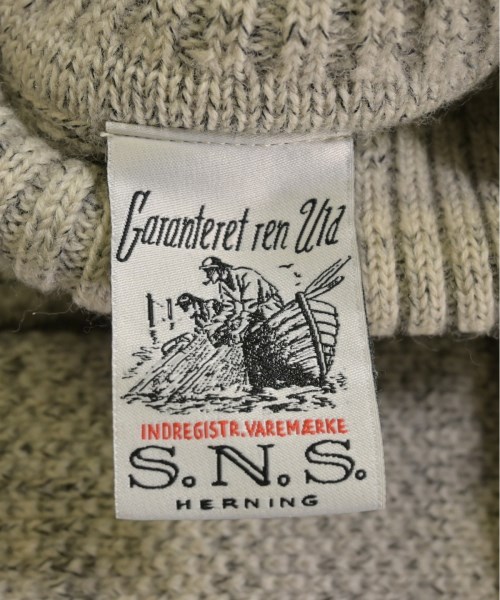 Garanteret ren Uld
INDREGISTR. VAREMÆRKE
S.N.S.
HERNING